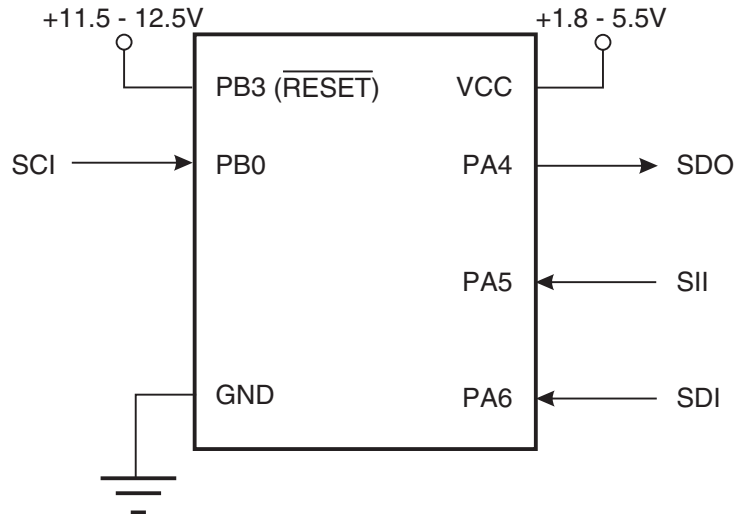 +11.5 - 12.5V
+1.8 - 5.5V
PB3 (RESET)
VCC
SCI
PB0
PA4
SDO
PA5
SII
GND
PA6
SDI